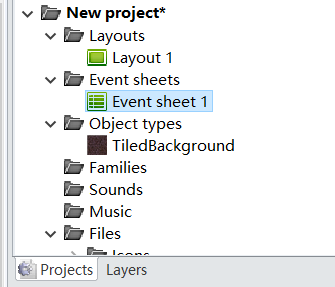 New project*
Layouts
Layout 1
Event sheets
Event sheet 1
Object types
TiledBackground
Families
Sounds
Music
Files
Icons
Projects Layers